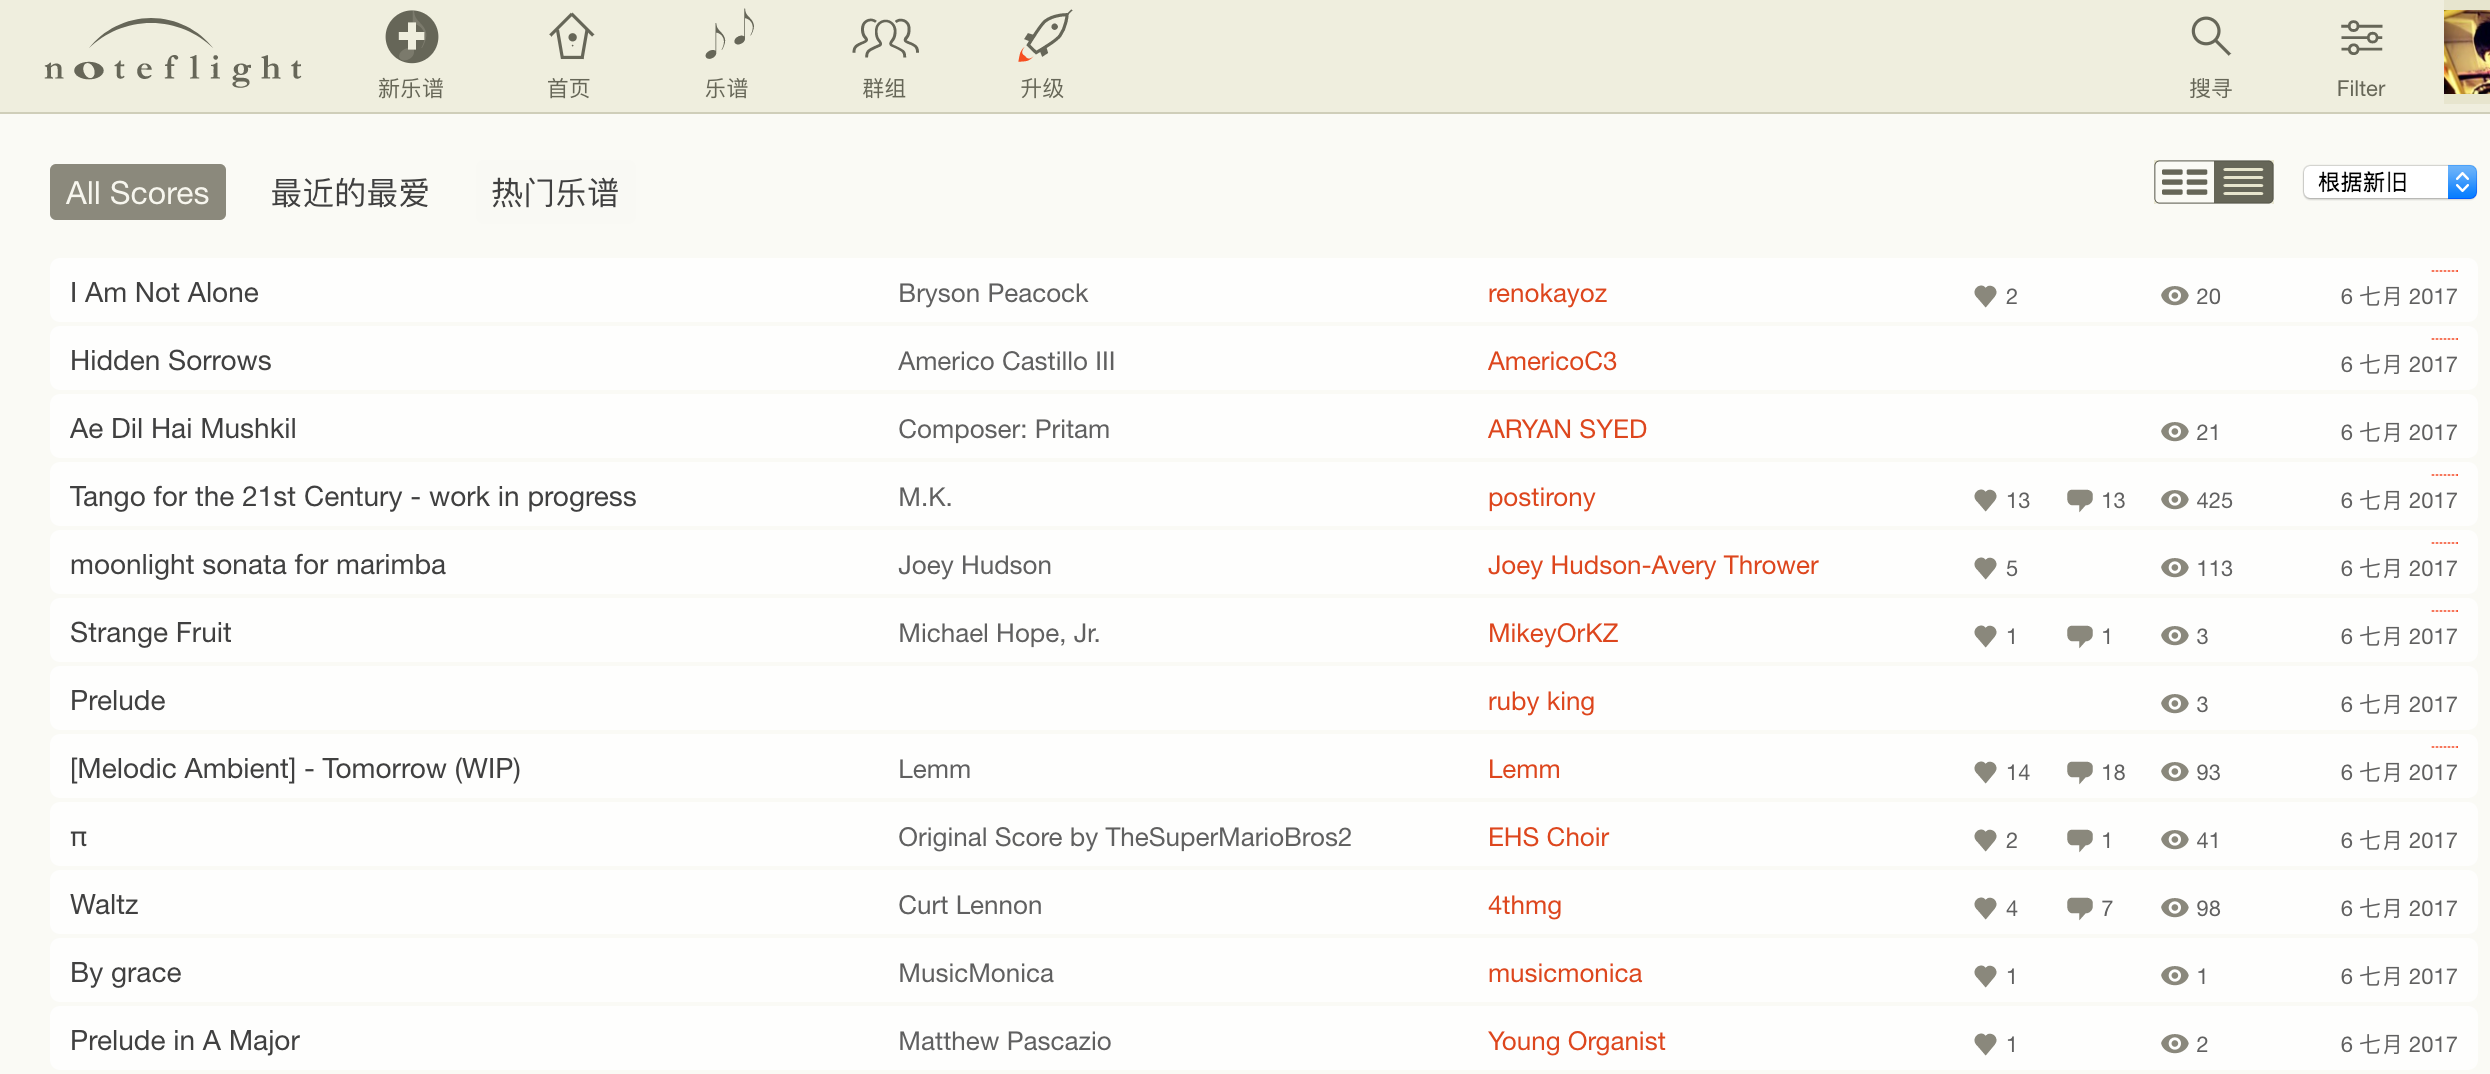 noteflight
新乐谱 首页 乐谱 群组 升级 搜寻 Filter
All Scores 最近的最爱 热门乐谱 根据新旧
I Am Not Alone Bryson Peacock renokayoz 2 20 6 七月 2017
Hidden Sorrows Americo Castillo III AmericoC3 6 七月 2017
Ae Dil Hai Mushkil Composer: Pritam ARYAN SYED 21 6 七月 2017
Tango for the 21st Century - work in progress M.K. postirony 13 13 425 6 七月 2017
moonlight sonata for marimba Joey Hudson Joey Hudson-Avery Thrower 5 113 6 七月 2017
Strange Fruit Michael Hope, Jr. MikeyOrKZ 1 1 3 6 七月 2017
Prelude ruby king 3 6 七月 2017
[Melodic Ambient] - Tomorrow (WIP) Lemm Lemm 14 18 93 6 七月 2017
π Original Score by TheSuperMarioBros2 EHS Choir 2 1 41 6 七月 2017
Waltz Curt Lennon 4thmg 4 7 98 6 七月 2017
By grace MusicMonica musicmonica 1 1 6 七月 2017
Prelude in A Major Matthew Pascazio Young Organist 1 2 6 七月 2017